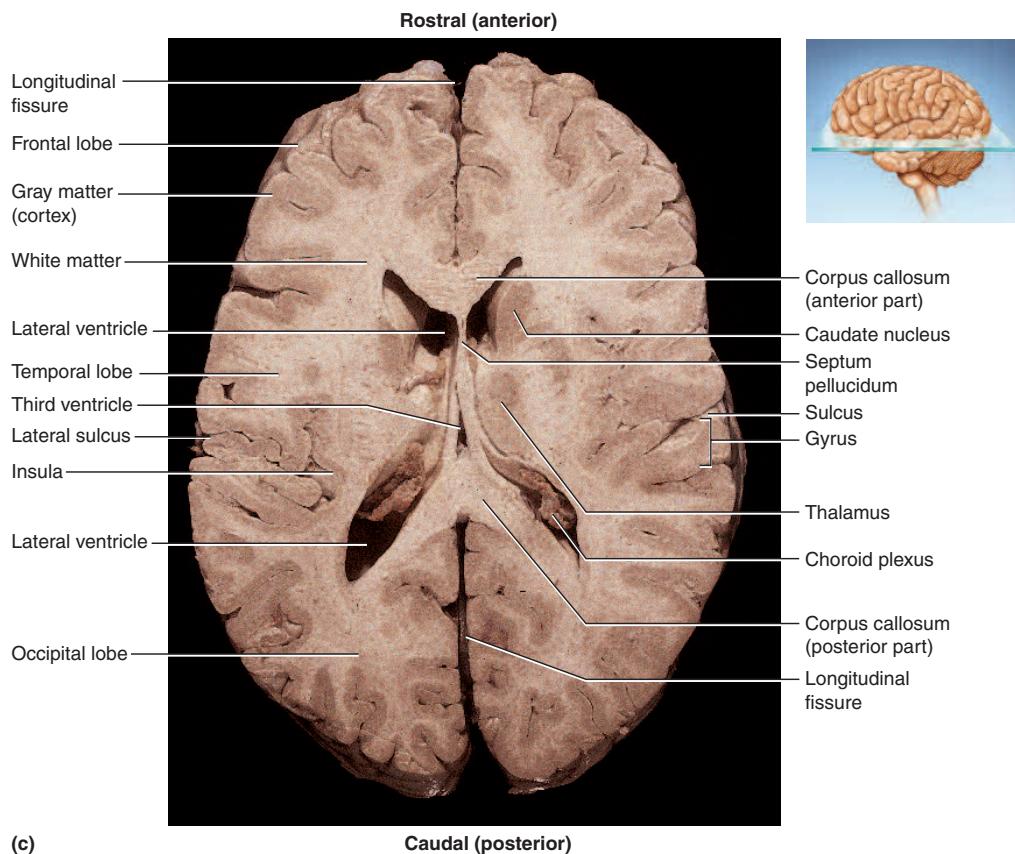 Rostral (anterior)
Longitudinal
fissure
Frontal lobe
Gray matter
(cortex)
White matter
Lateral ventricle
Temporal lobe
Third ventricle
Lateral sulcus
Insula
Lateral ventricle
Occipital lobe
Corpus callosum
(anterior part)
Caudate nucleus
Septum
pellucidum
Sulcus
Gyrus
Thalamus
Choroid plexus
Corpus callosum
(posterior part)
Longitudinal
fissure
(c)
Caudal (posterior)